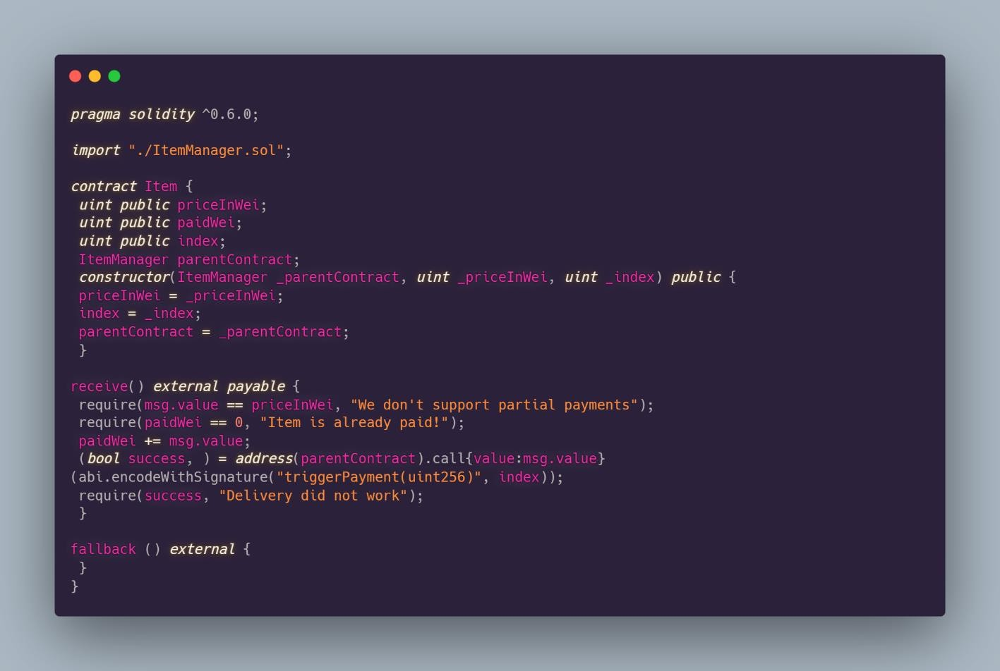 pragma solidity ^0.6.0;

import "./ItemManager.sol";

contract Item {
 uint public priceInWei;
 uint public paidWei;
 uint public index;
 ItemManager parentContract;
 constructor(ItemManager _parentContract, uint _priceInWei, uint _index) public {
 priceInWei = _priceInWei;
 index = _index;
 parentContract = _parentContract;
 }

receive() external payable {
 require(msg.value == priceInWei, "We don't support partial payments");
 require(paidWei == 0, "Item is already paid!");
 paidWei += msg.value;
 (bool success, ) = address(parentContract).call{value:msg.value}
(abi.encodeWithSignature("triggerPayment(uint256)", index));
 require(success, "Delivery did not work");
 }

fallback () external {
 }
}